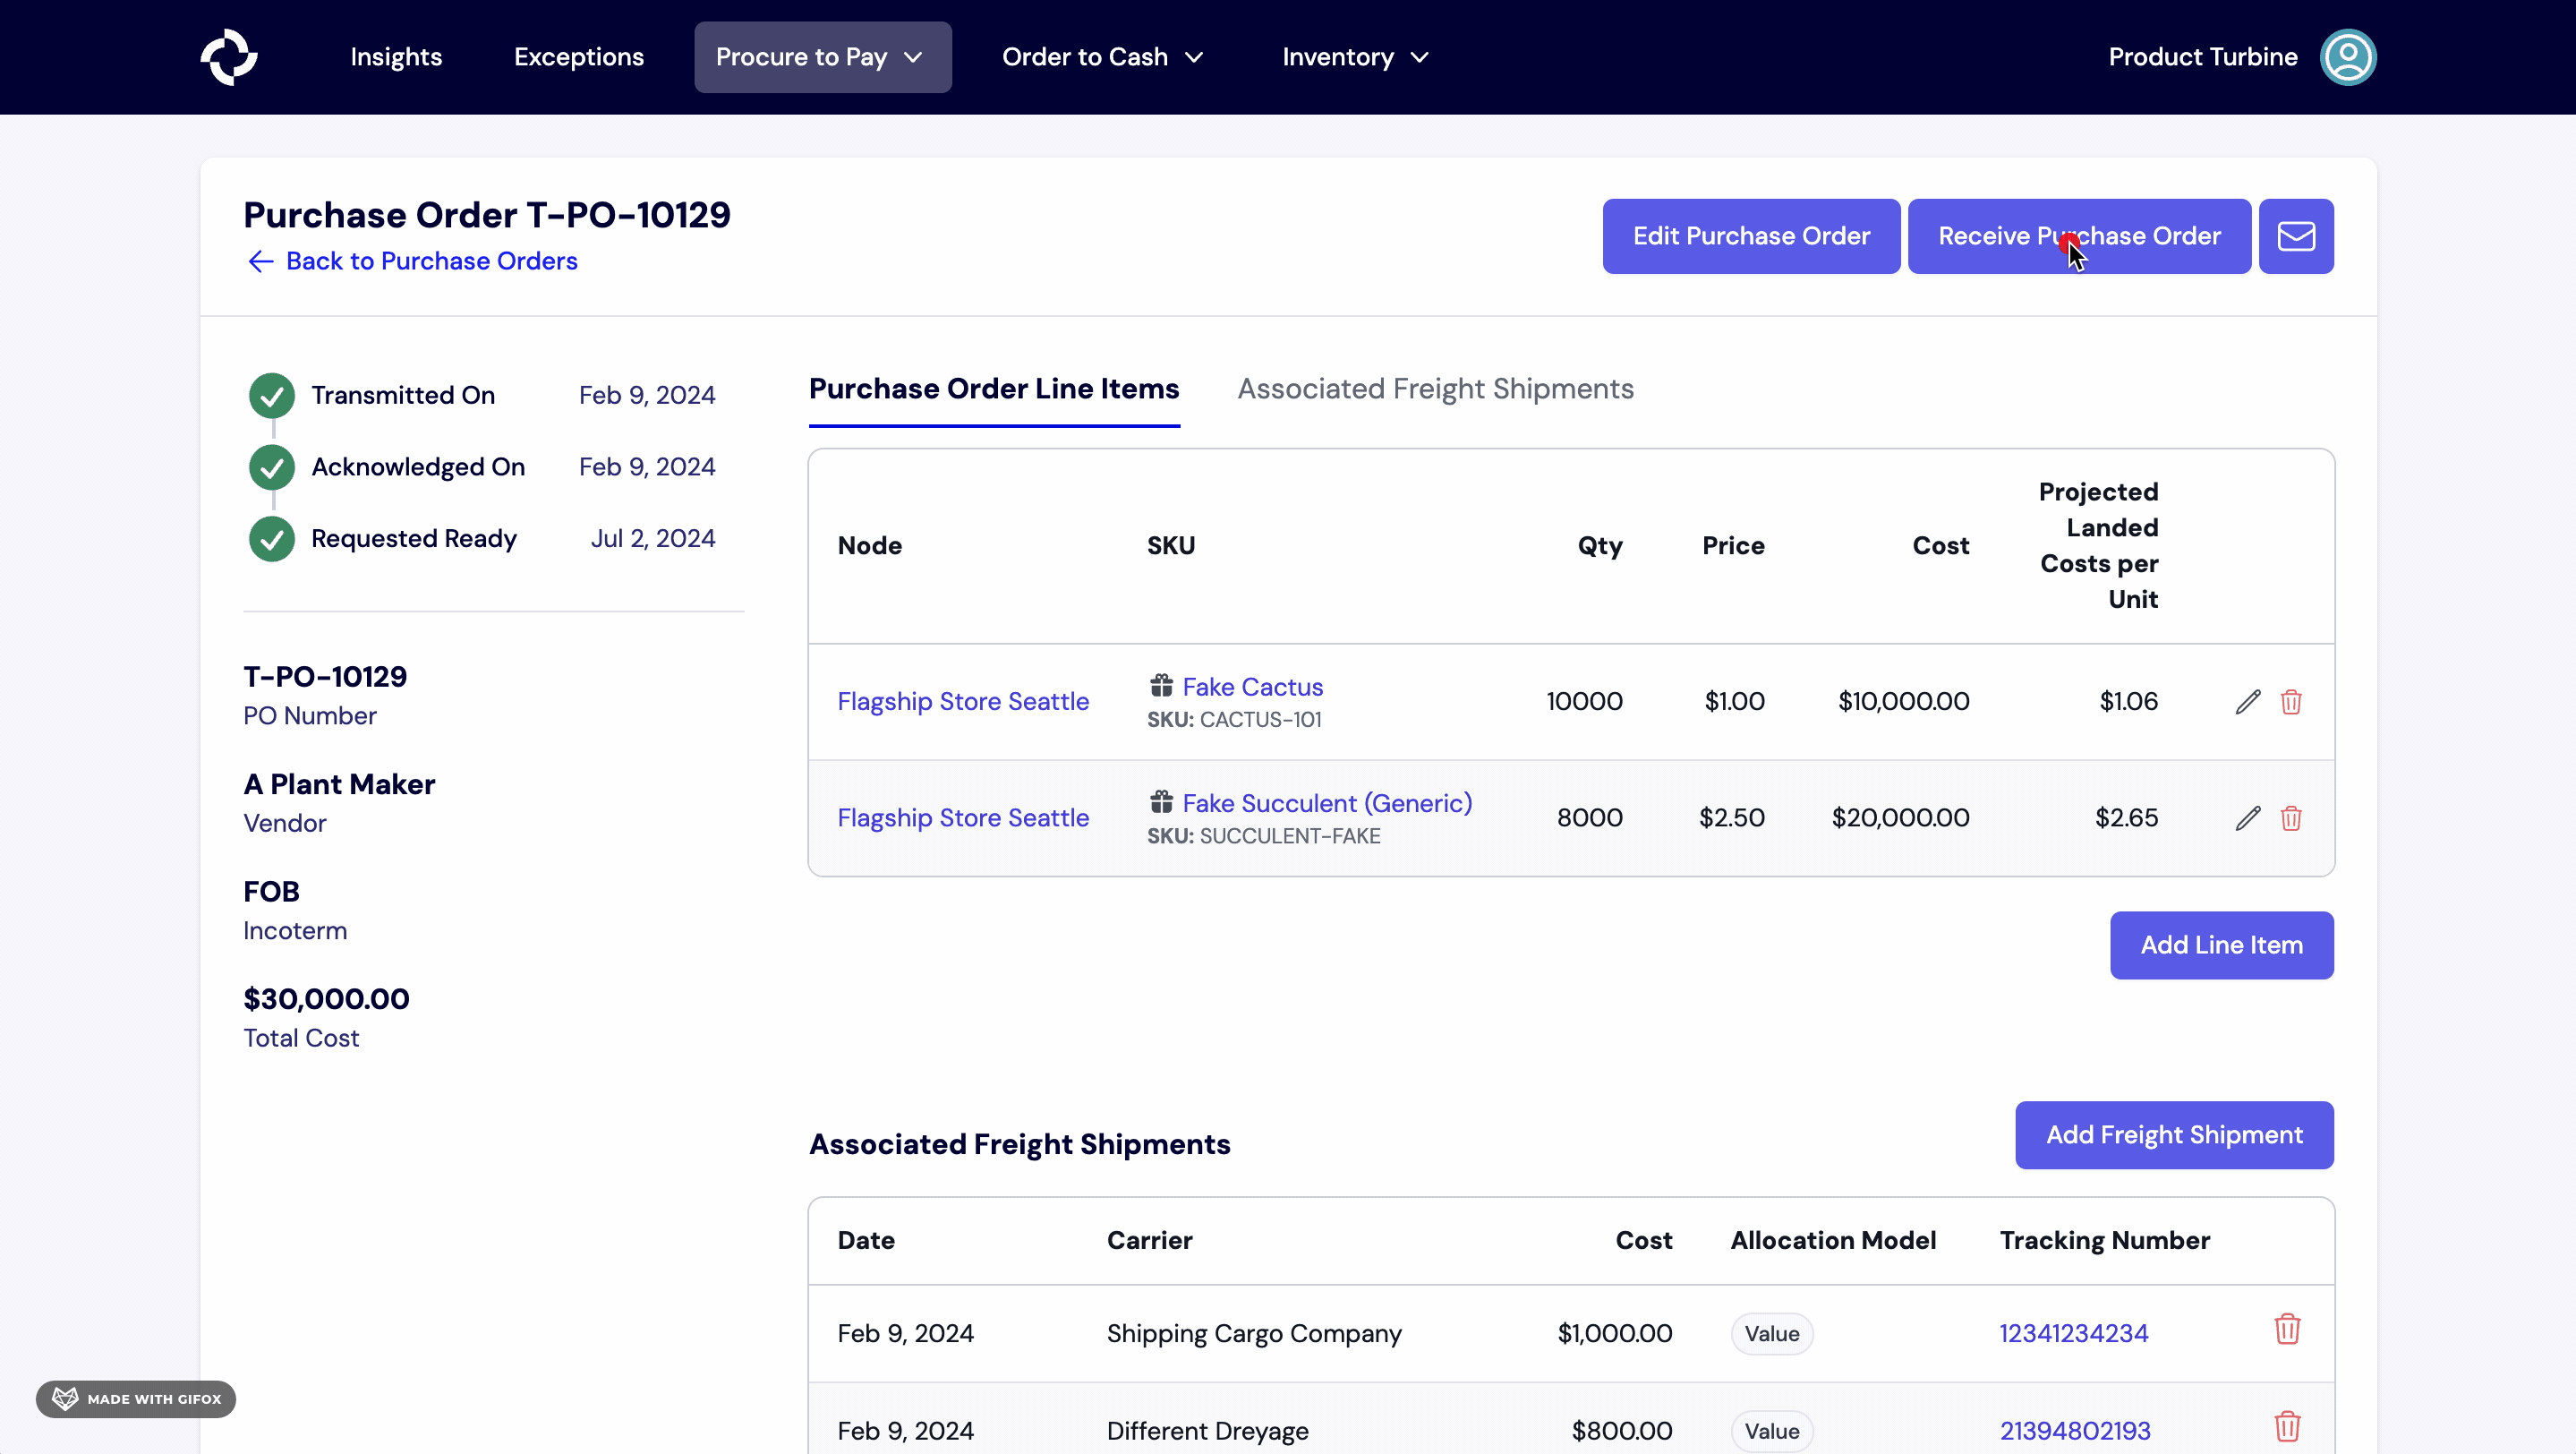 Insights
Exceptions
Procure to Pay
Order to Cash
Inventory
Product Turbine
Purchase Order T-PO-10129
Back to Purchase Orders
Edit Purchase Order
Receive Purchase Order
Transmitted On Feb 9, 2024
Acknowledged On Feb 9, 2024
Requested Ready Jul 2, 2024
T-PO-10129
PO Number
A Plant Maker
Vendor
FOB
Incoterm
$30,000.00
Total Cost
Purchase Order Line Items
Associated Freight Shipments
Node SKU Qty Price Cost Projected
Landed
Costs per
Unit
Flagship Store Seattle Fake Cactus 10000 $1.00 $10,000.00 $1.06
SKU: CACTUS-101
Flagship Store Seattle Fake Succulent (Generic) 8000 $2.50 $20,000.00 $2.65
SKU: SUCCULENT-FAKE
Add Line Item
Associated Freight Shipments
Add Freight Shipment
Date Carrier Cost Allocation Model Tracking Number
Feb 9, 2024 Shipping Cargo Company $1,000.00 Value 12341234234
Feb 9, 2024 Different Dreyage $800.00 Value 21394802193
MADE WITH GIFOX